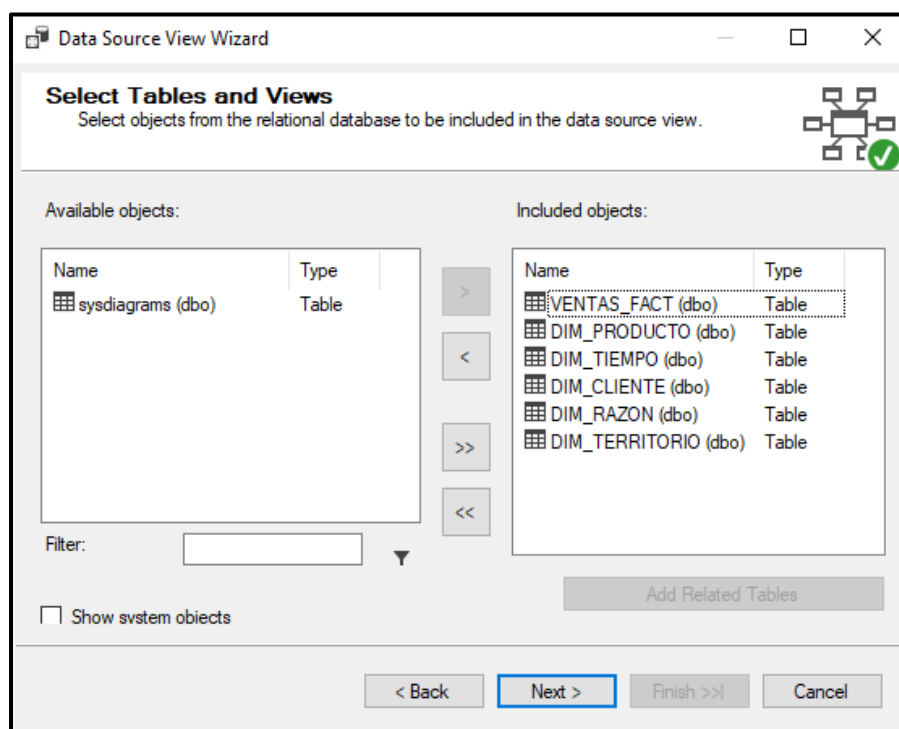 Data Source View Wizard
Select Tables and Views
Select objects from the relational database to be included in the data source view.
Available objects:
Included objects:
Name Type
sysdiagrams (dbo) Table
Name Type
VENTAS_FACT (dbo) Table
DIM_PRODUCTO (dbo) Table
DIM_TIEMPO (dbo) Table
DIM_CLIENTE (dbo) Table
DIM_RAZON (dbo) Table
DIM_TERRITORIO (dbo) Table
>
<
>>
<<
Filter:
Add Related Tables
Show system objects
< Back Next > Finish >>| Cancel